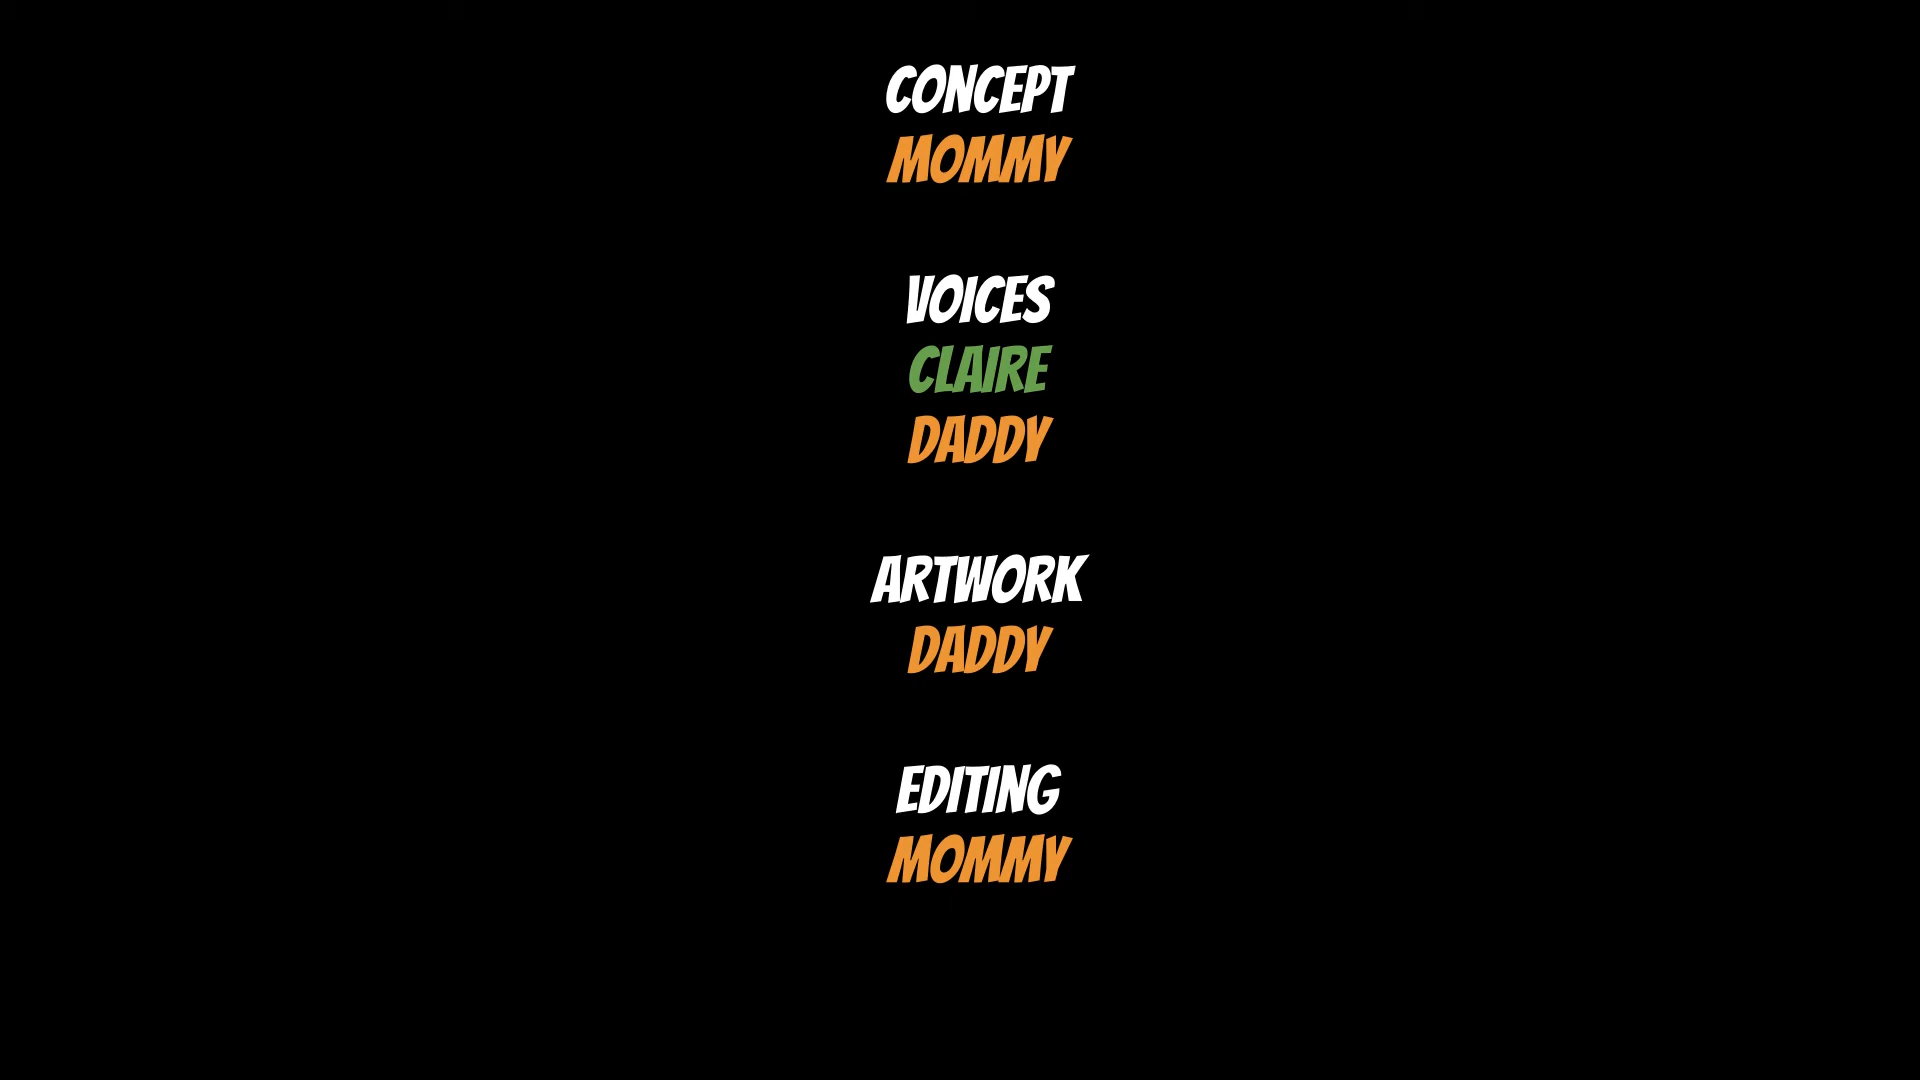 CONCEPT
MOMMY
VOICES
CLAIRE
DADDY
ARTWORK
DADDY
EDITING
MOMMY